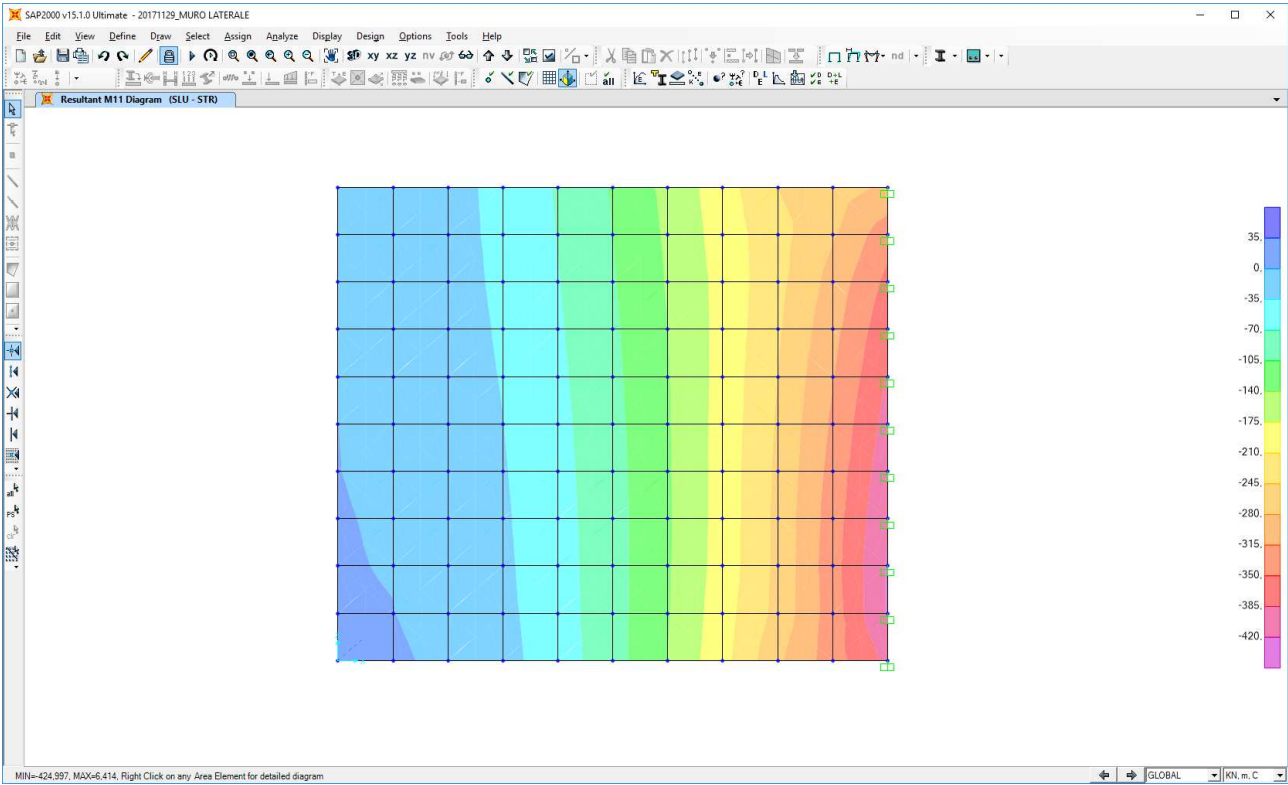 SAP2000 v15.1.0 Ultimate - 20171129_MURO LATERALE
File Edit View Define Draw Select Assign Analyze Display Design Options Tools Help
3D xy xz yz nv nd
all
Resultant M11 Diagram (SLU - STR)
35,
0,
-35,
-70,
-105,
-140,
-175,
-210,
-245,
-280,
-315,
-350,
-385,
-420,
all
PS
clr
MIN=-424,997, MAX=6,414, Right Click on any Area Element for detailed diagram
GLOBAL
KN, m, C